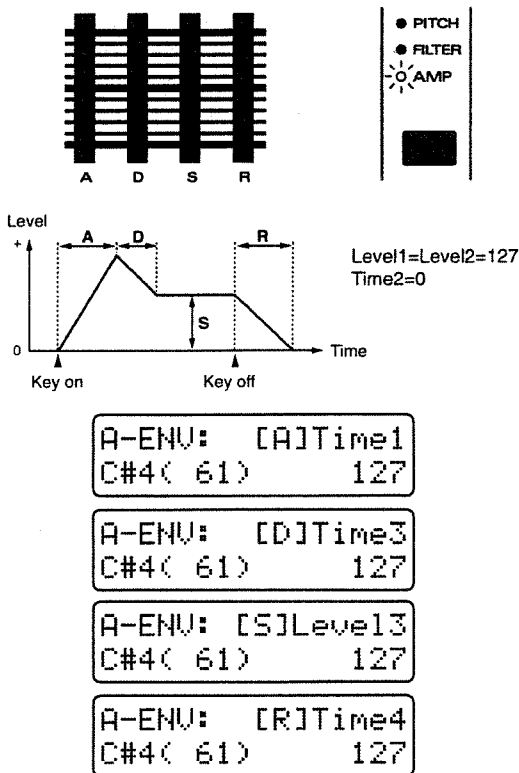 PITCH
FILTER
AMP
A D S R
Level
+
A D R
S
0
Time
Key on Key off
Level1=Level2=127
Time2=0
A-ENV: [A]Time1
C#4( 61) 127
A-ENV: [D]Time3
C#4( 61) 127
A-ENV: [S]Level3
C#4( 61) 127
A-ENV: [R]Time4
C#4( 61) 127